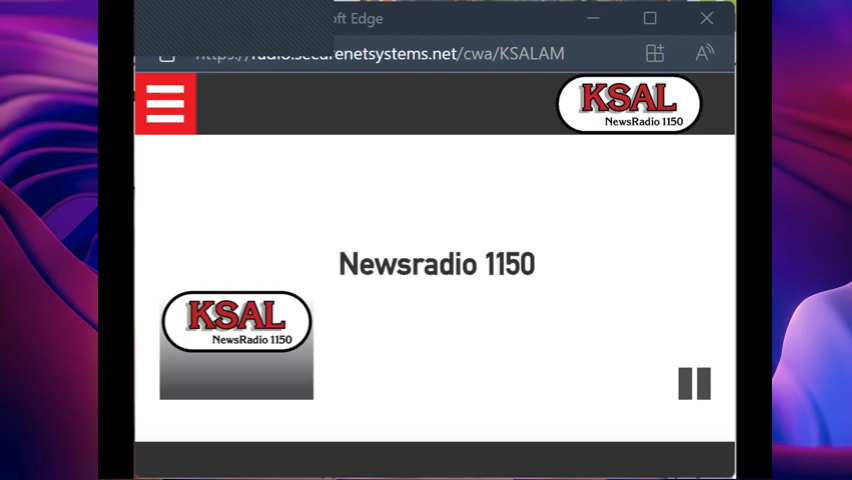 oft Edge
https://radio.securenetsystems.net/cwa/KSALAM
KSAL
NewsRadio 1150
Newsradio 1150
KSAL
NewsRadio 1150